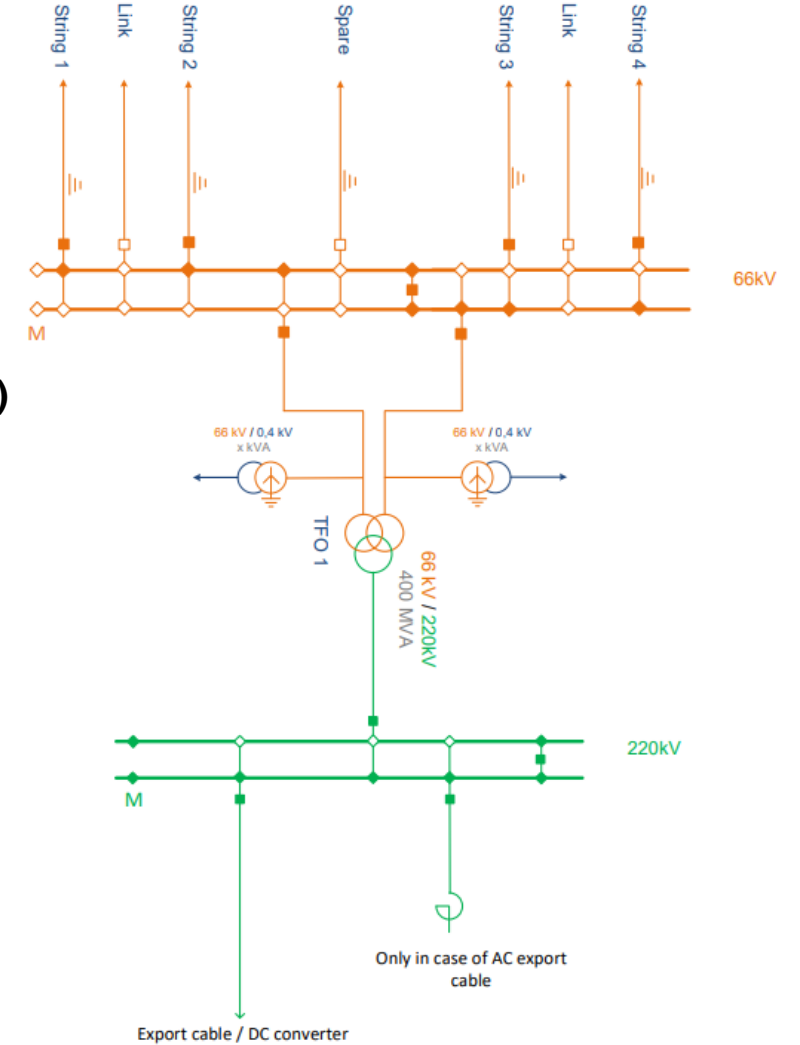 String 1
Link
String 2
Spare
String 3
Link
String 4
66kV
M
)
66 kV / 0,4 kV
x kVA
66 kV / 0,4 kV
x kVA
TFO 1
66 kV / 220kV
400 MVA
220kV
M
Only in case of AC export
cable
Export cable / DC converter